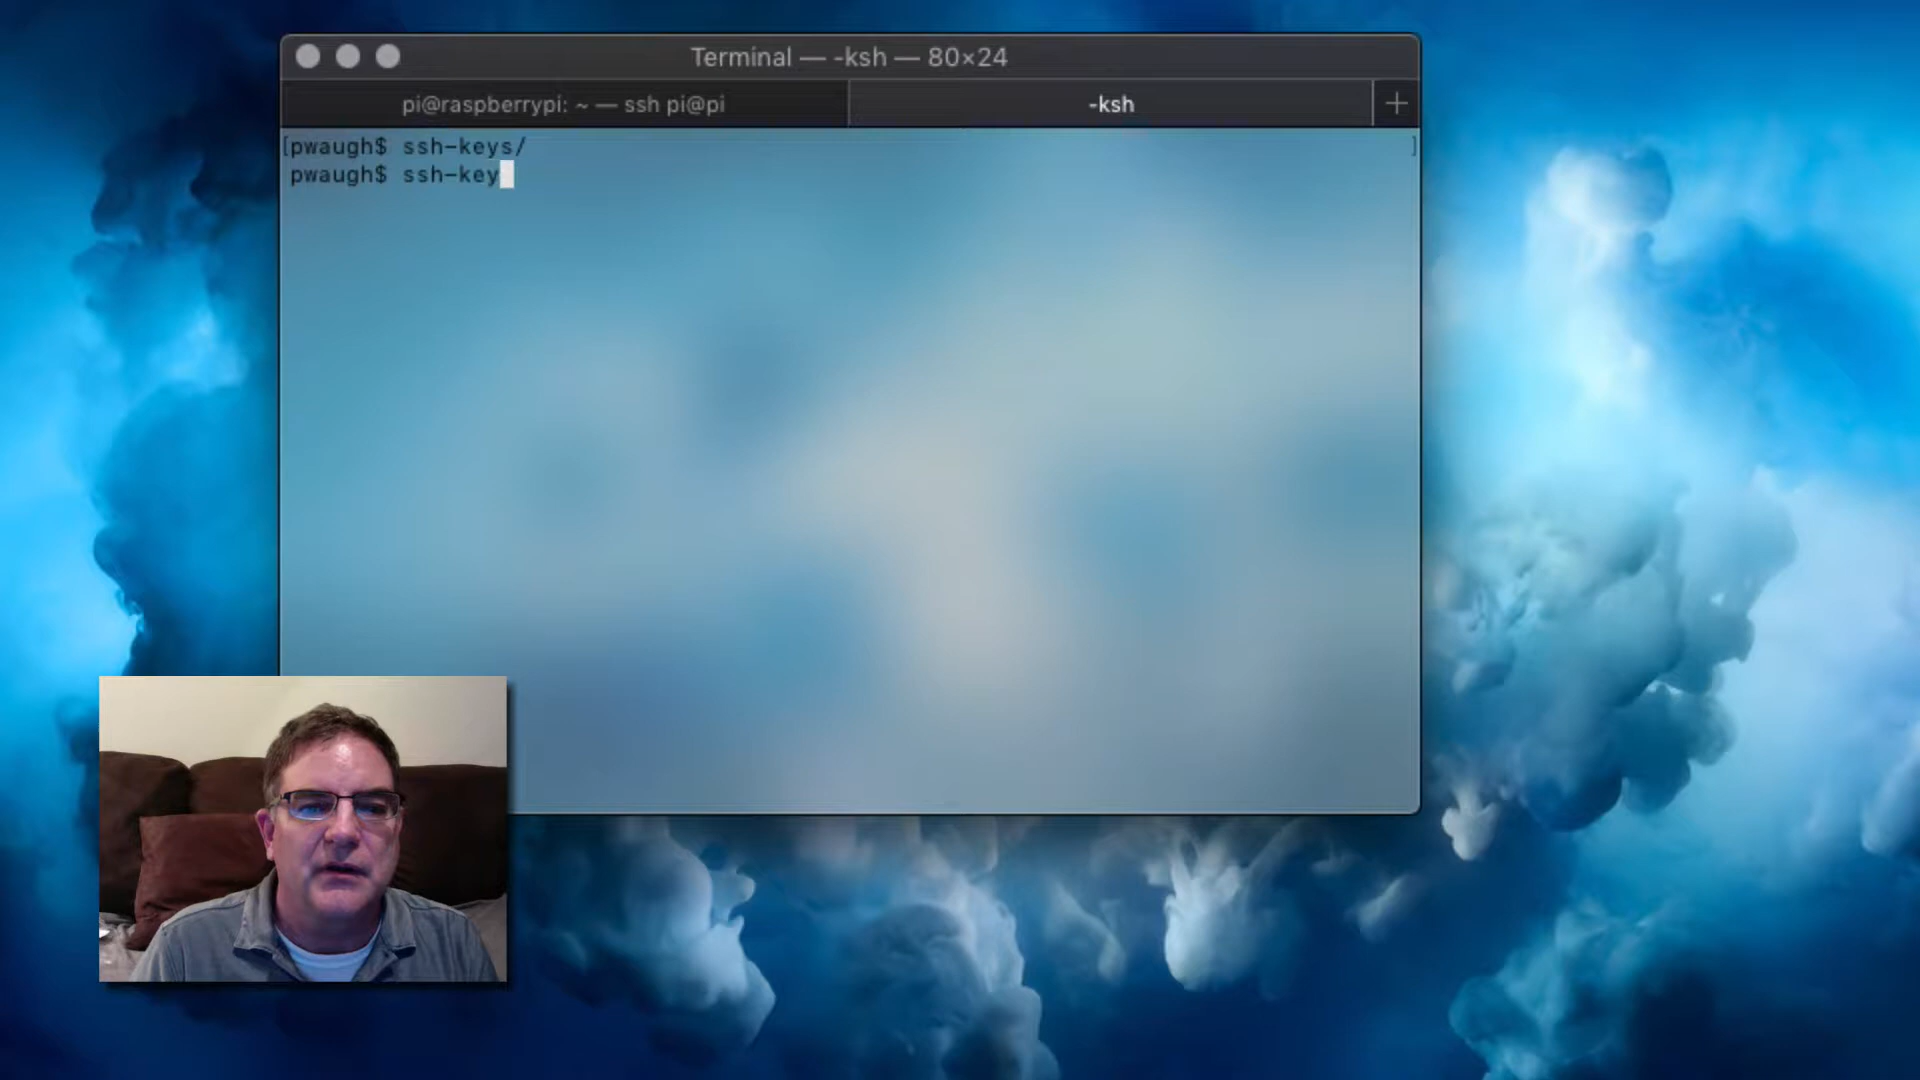 Terminal — -ksh — 80×24
pi@raspberrypi: ~ — ssh pi@pi
-ksh
+
[pwaugh$ ssh-keys/ ]
pwaugh$ ssh-key